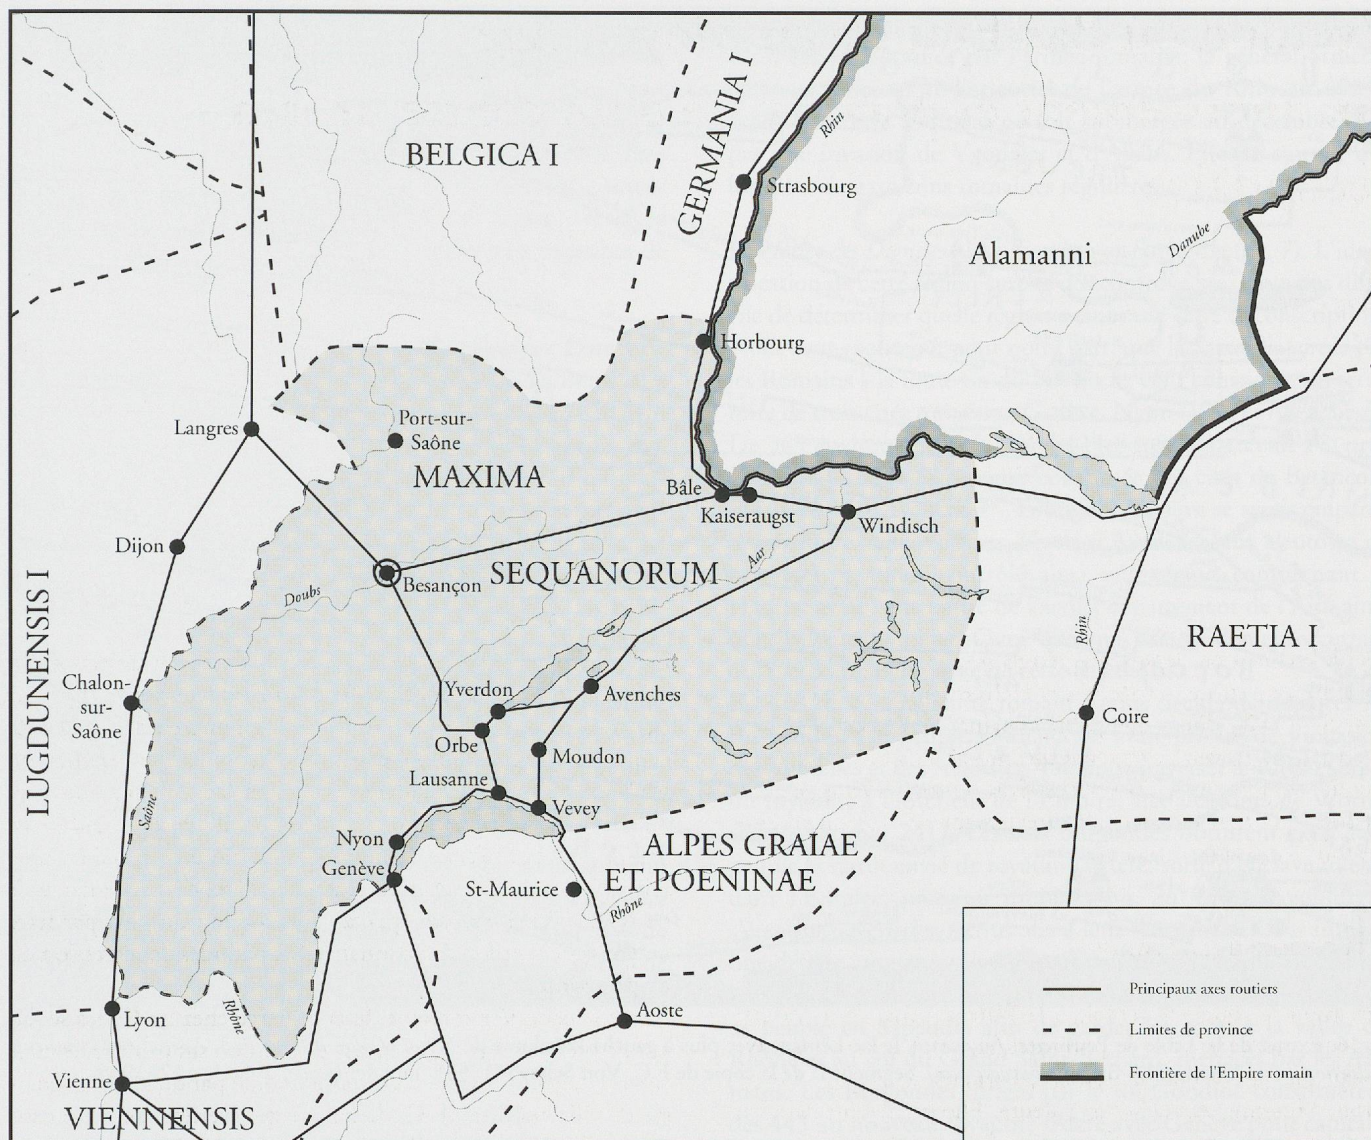 BELGICA I
GERMANIA I
Rhin
Strasbourg
Alamanni
Danube
Horbourg
Langres
Port-sur-
Saône
MAXIMA
Bâle
Kaiseraugst
Windisch
Dijon
Besançon
SEQUANORUM
Aar
Doubs
LUGDUNENSIS I
Rhin
RAETIA I
Chalon-
sur-
Saône
Yverdon
Avenches
Coire
Orbe
Moudon
Lausanne
Vevey
Saône
Nyon
Genève
ALPES GRAIAE
ET POENINAE
St-Maurice
Rhône
Rhône
Lyon
Aoste
Vienne
VIENNENSIS
Principaux axes routiers
Limites de province
Frontière de l'Empire romain